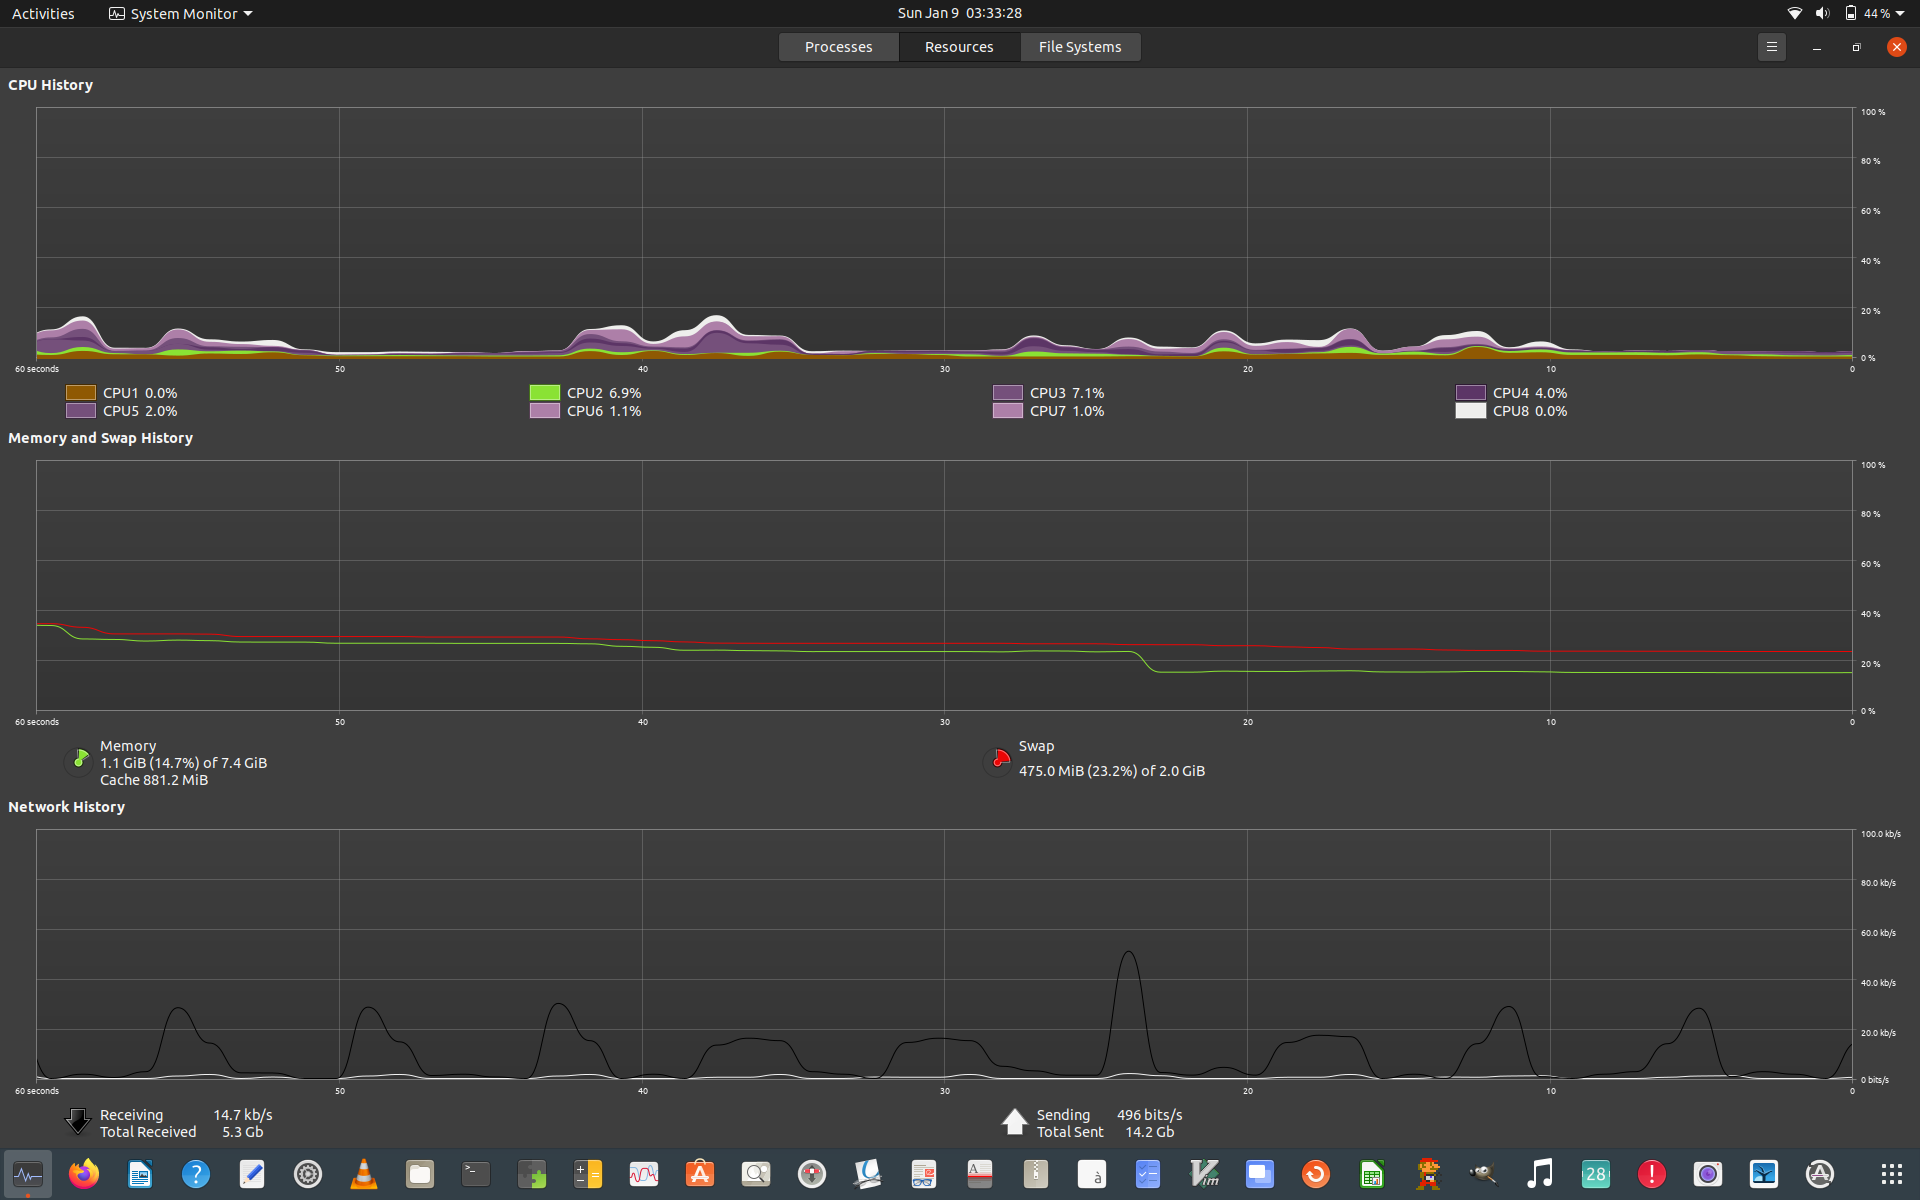 Activities System Monitor Sun Jan 9 03:33:28 44 %
Processes Resources File Systems
CPU History
100 %
80 %
60 %
40 %
20 %
0 %
60 seconds 50 40 30 20 10 0
CPU1 0.0% CPU2 6.9% CPU3 7.1% CPU4 4.0%
CPU5 2.0% CPU6 1.1% CPU7 1.0% CPU8 0.0%
Memory and Swap History
100 %
80 %
60 %
40 %
20 %
0 %
60 seconds 50 40 30 20 10 0
Memory Swap
1.1 GiB (14.7%) of 7.4 GiB 475.0 MiB (23.2%) of 2.0 GiB
Cache 881.2 MiB
Network History
100.0 kb/s
80.0 kb/s
60.0 kb/s
40.0 kb/s
20.0 kb/s
0 bits/s
60 seconds 50 40 30 20 10 0
Receiving 14.7 kb/s Sending 496 bits/s
Total Received 5.3 Gb Total Sent 14.2 Gb
? >_ A à Vim 28 !